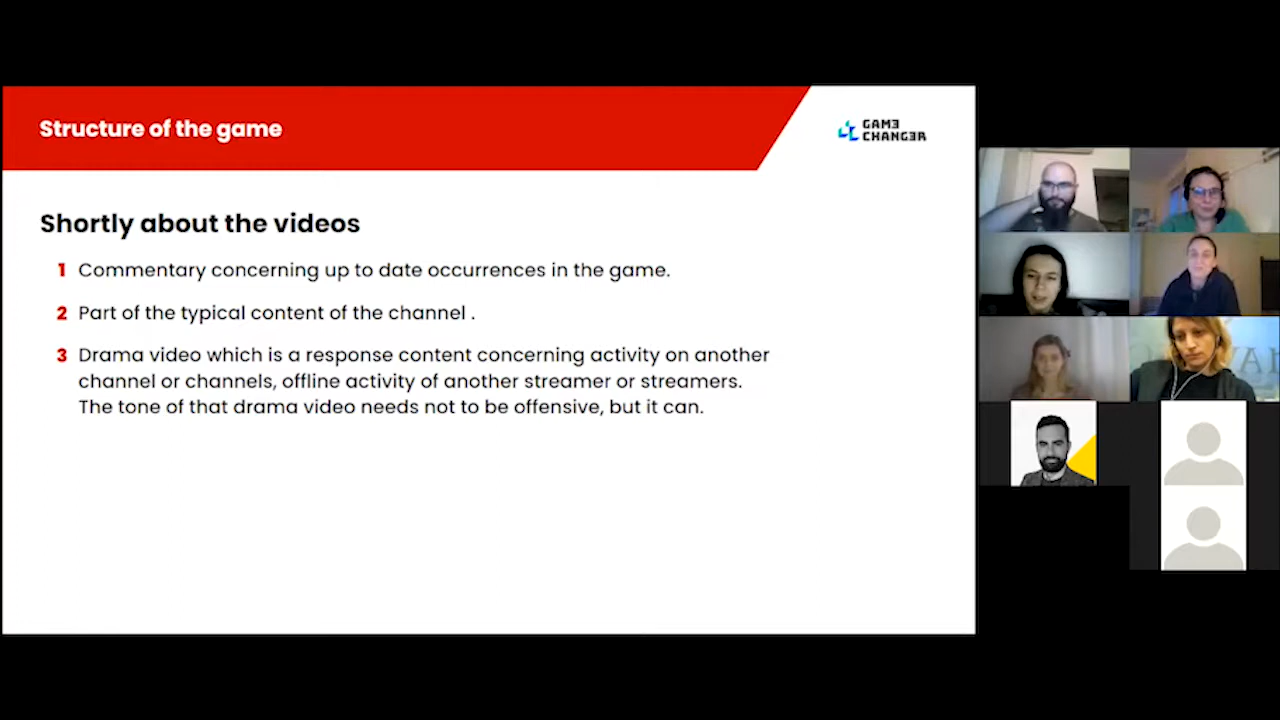 Structure of the game
GAM3
CHANG3R
Shortly about the videos
1 Commentary concerning up to date occurrences in the game.
2 Part of the typical content of the channel .
3 Drama video which is a response content concerning activity on another
channel or channels, offline activity of another streamer or streamers.
The tone of that drama video needs not to be offensive, but it can.